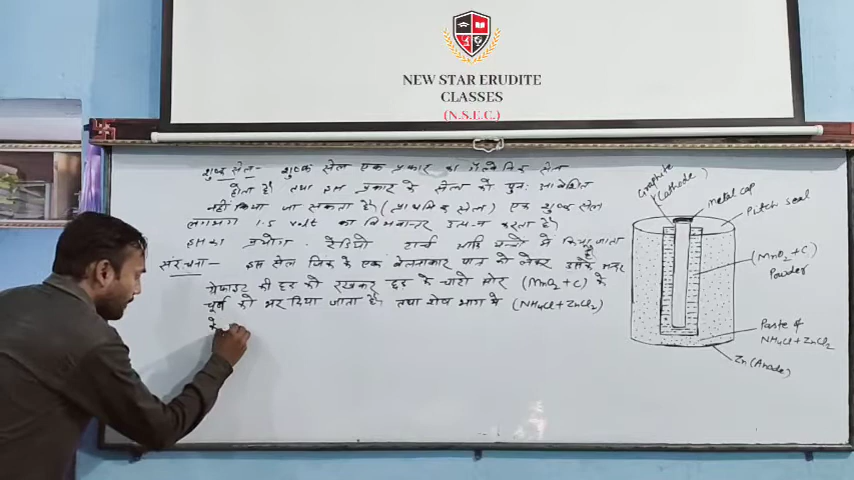 NEW STAR ERUDITE
CLASSES
(N.S.E.C.)
शुष्क सेल - शुष्क सेल एक प्रकार का गैल्वेनिक सेल
होता है। तथा इस प्रकार के सेलो को पुनः आवेशित
नहीं किया जा सकता है। (प्राथमिक सेल) एक शुष्क सेल
लगभग 1.5 volt का विभवान्तर उत्पन्न करता है।
इसका प्रयोग - रेडियो टार्च आदि यन्त्रो में किया जाता है।
संरचना - इस सेल जिंक के एक बेलनाकार पात्र को लेकर उसके अन्दर
ग्रेफाइट की छड़ को रखकर छड़ के चारो ओर (MnO2 + C) के
चूर्ण को भर दिया जाता है। तथा शेष भाग में (NH4Cl + ZnCl2)
के
Graphite
(Cathode)
metal cap
Pitch seal
(MnO2 + C)
Powder
Paste of
NH4Cl + ZnCl2
Zn (Anode)